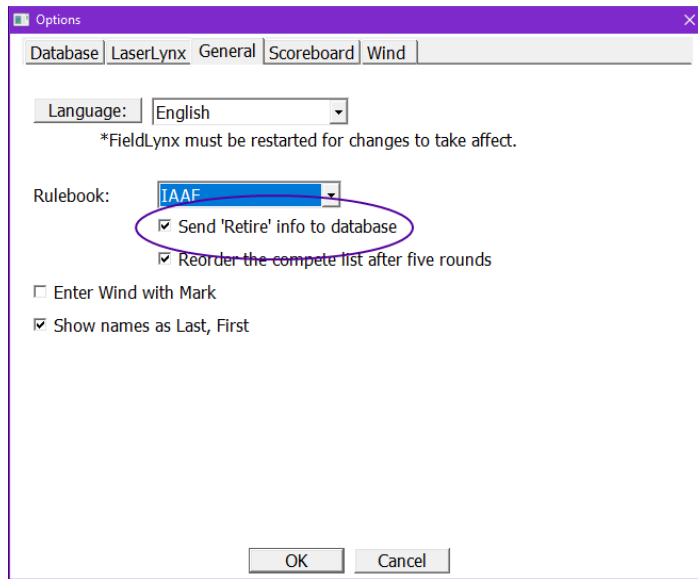 Options
Database LaserLynx General Scoreboard Wind
Language: English
*FieldLynx must be restarted for changes to take affect.
Rulebook: IAAF
Send 'Retire' info to database
Reorder the compete list after five rounds
Enter Wind with Mark
Show names as Last, First
OK Cancel